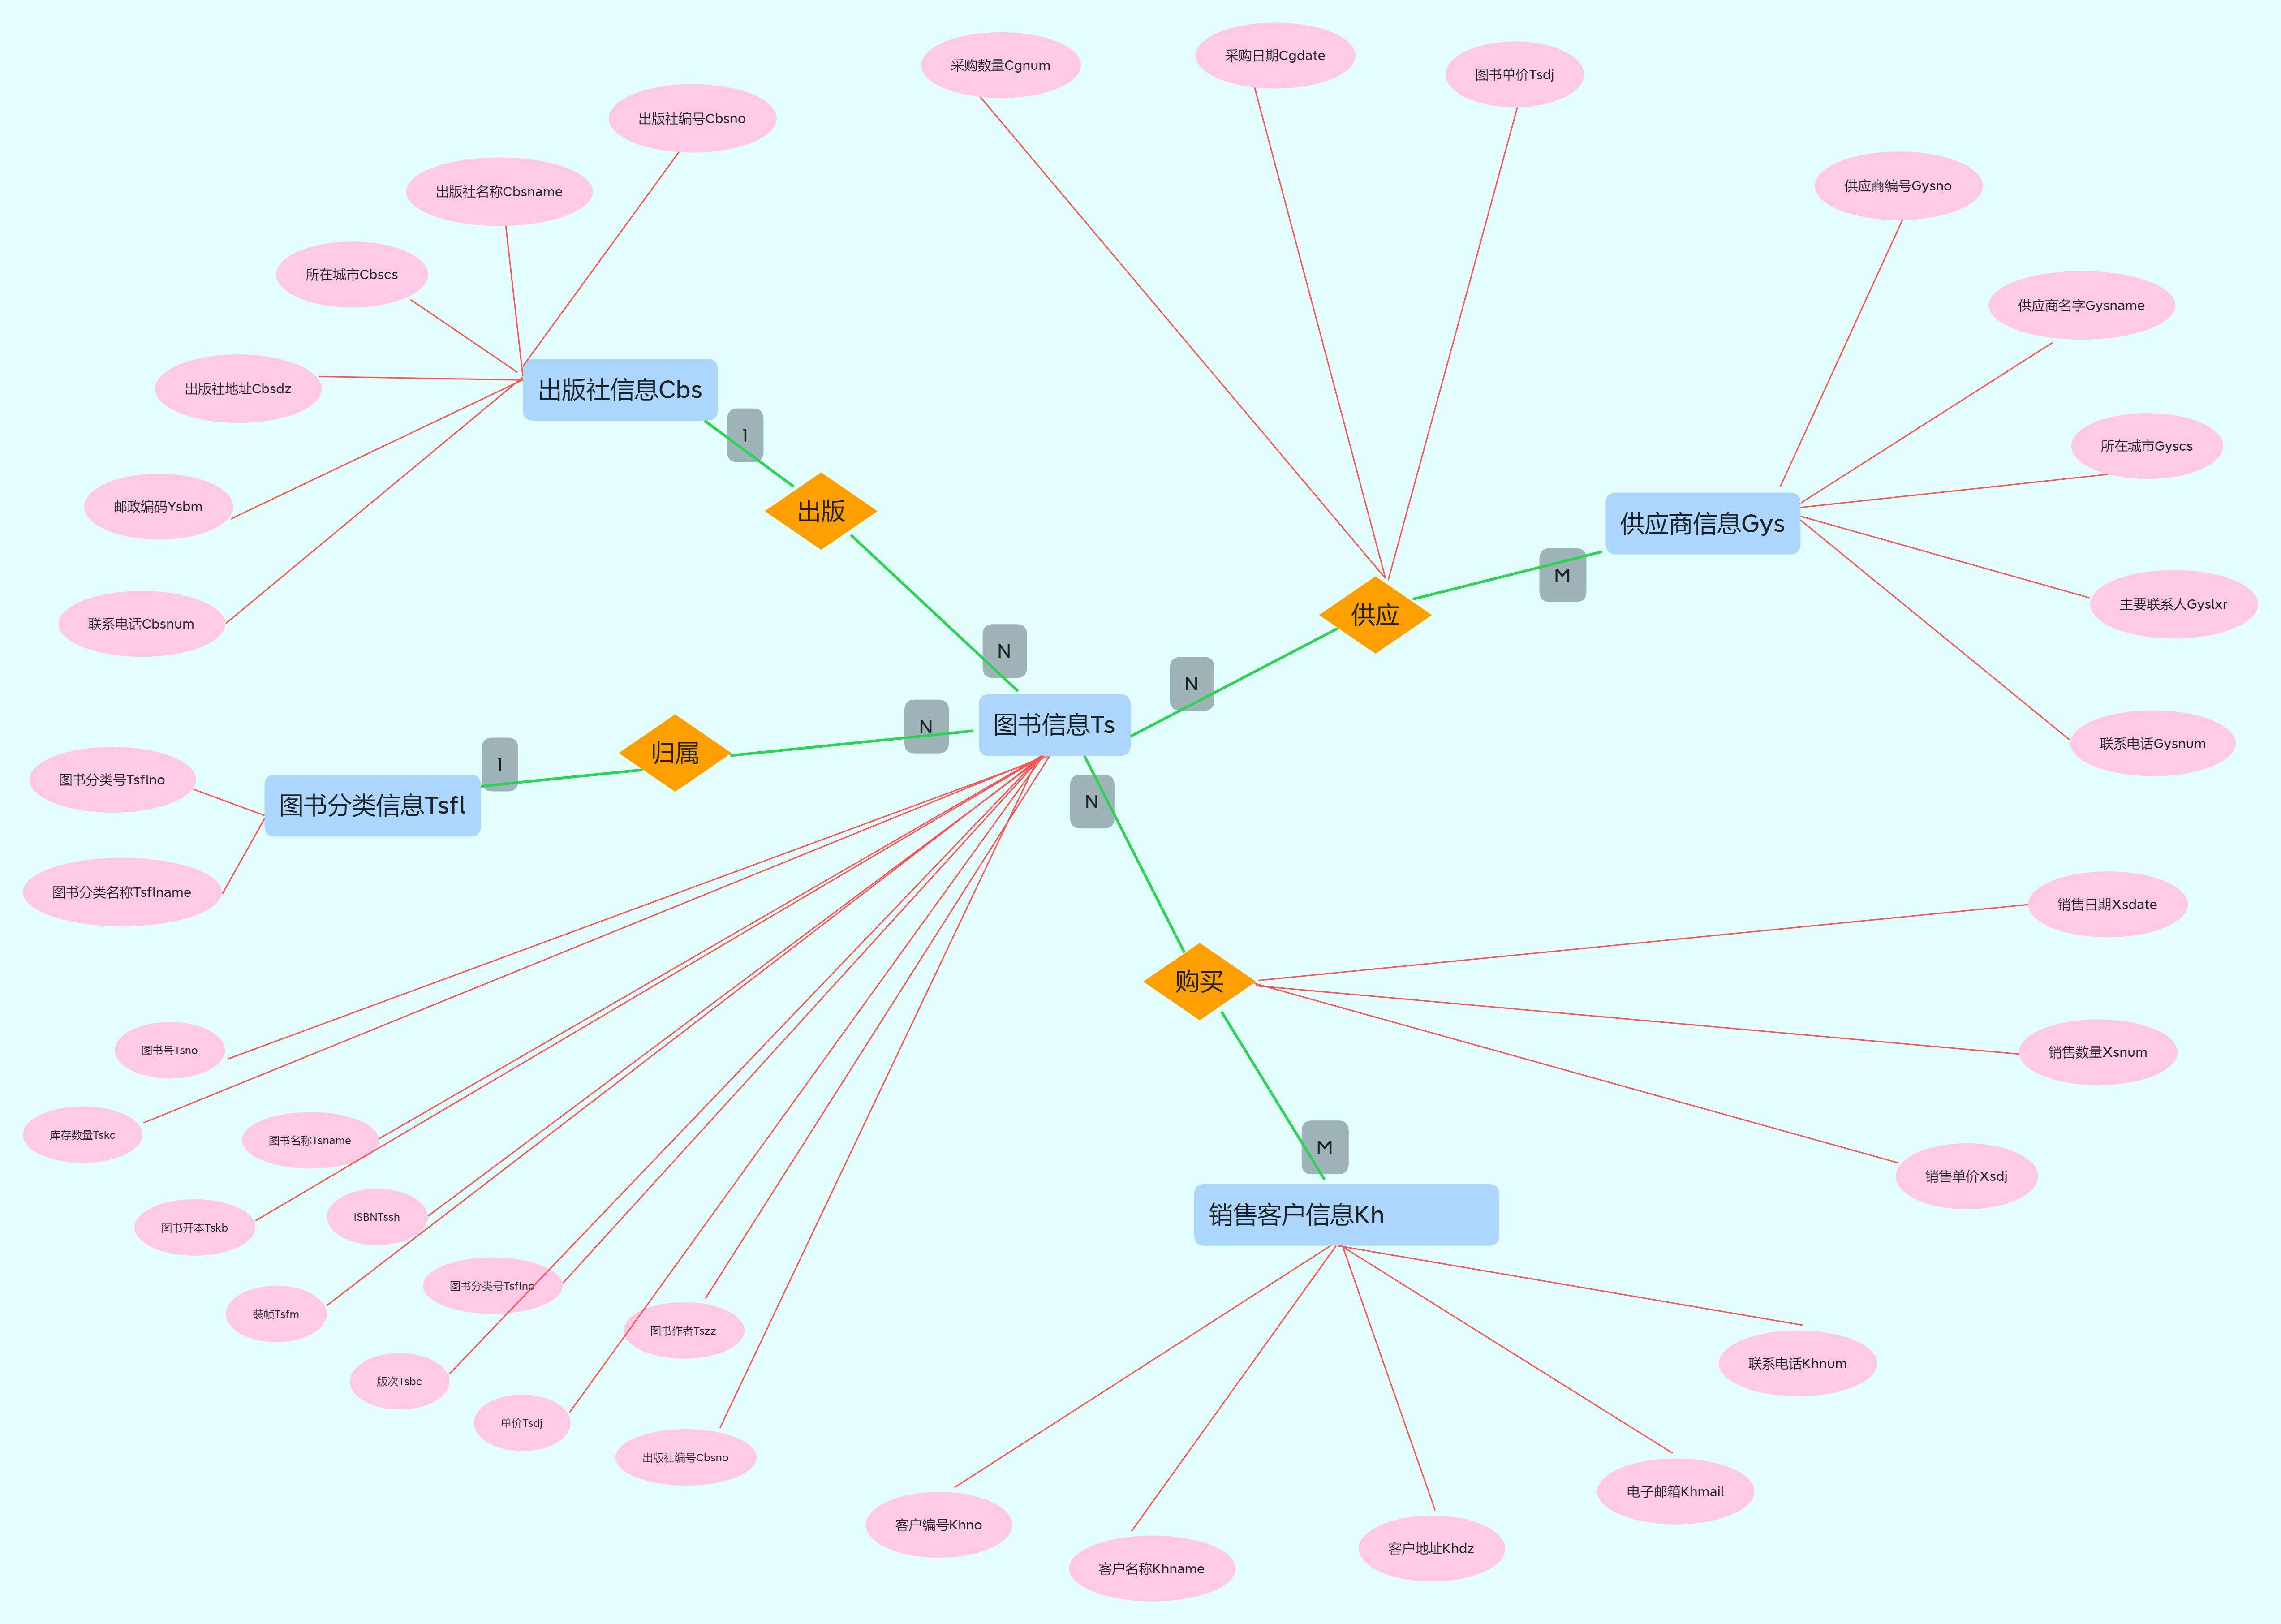 采购数量Cgnum
采购日期Cgdate
图书单价Tsdj
出版社编号Cbsno
出版社名称Cbsname
供应商编号Gysno
所在城市Cbscs
供应商名字Gysname
出版社地址Cbsdz
出版社信息Cbs
1
所在城市Gyscs
邮政编码Ysbm
出版
供应商信息Gys
M
联系电话Cbsnum
供应
主要联系人Gyslxr
N
N
图书信息Ts
N
归属
联系电话Gysnum
1
图书分类号Tsflno
图书分类信息Tsfl
N
图书分类名称Tsflname
销售日期Xsdate
购买
图书号Tsno
销售数量Xsnum
库存数量Tskc
图书名称Tsname
M
销售单价Xsdj
图书开本Tskb
ISBNTssh
销售客户信息Kh
图书分类号Tsflno
装帧Tsfm
图书作者Tszz
联系电话Khnum
版次Tsbc
单价Tsdj
出版社编号Cbsno
电子邮箱Khmail
客户编号Khno
客户地址Khdz
客户名称Khname